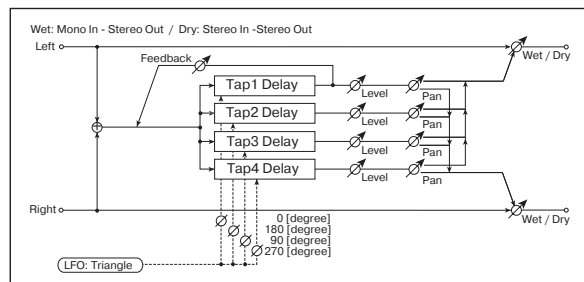 Wet: Mono In - Stereo Out / Dry: Stereo In -Stereo Out
Left
Wet / Dry
Feedback
Tap1 Delay
Level
Pan
Tap2 Delay
Level
Pan
Tap3 Delay
Level
Pan
Tap4 Delay
Level
Pan
Right
Wet / Dry
0 [degree]
180 [degree]
90 [degree]
270 [degree]
LFO: Triangle